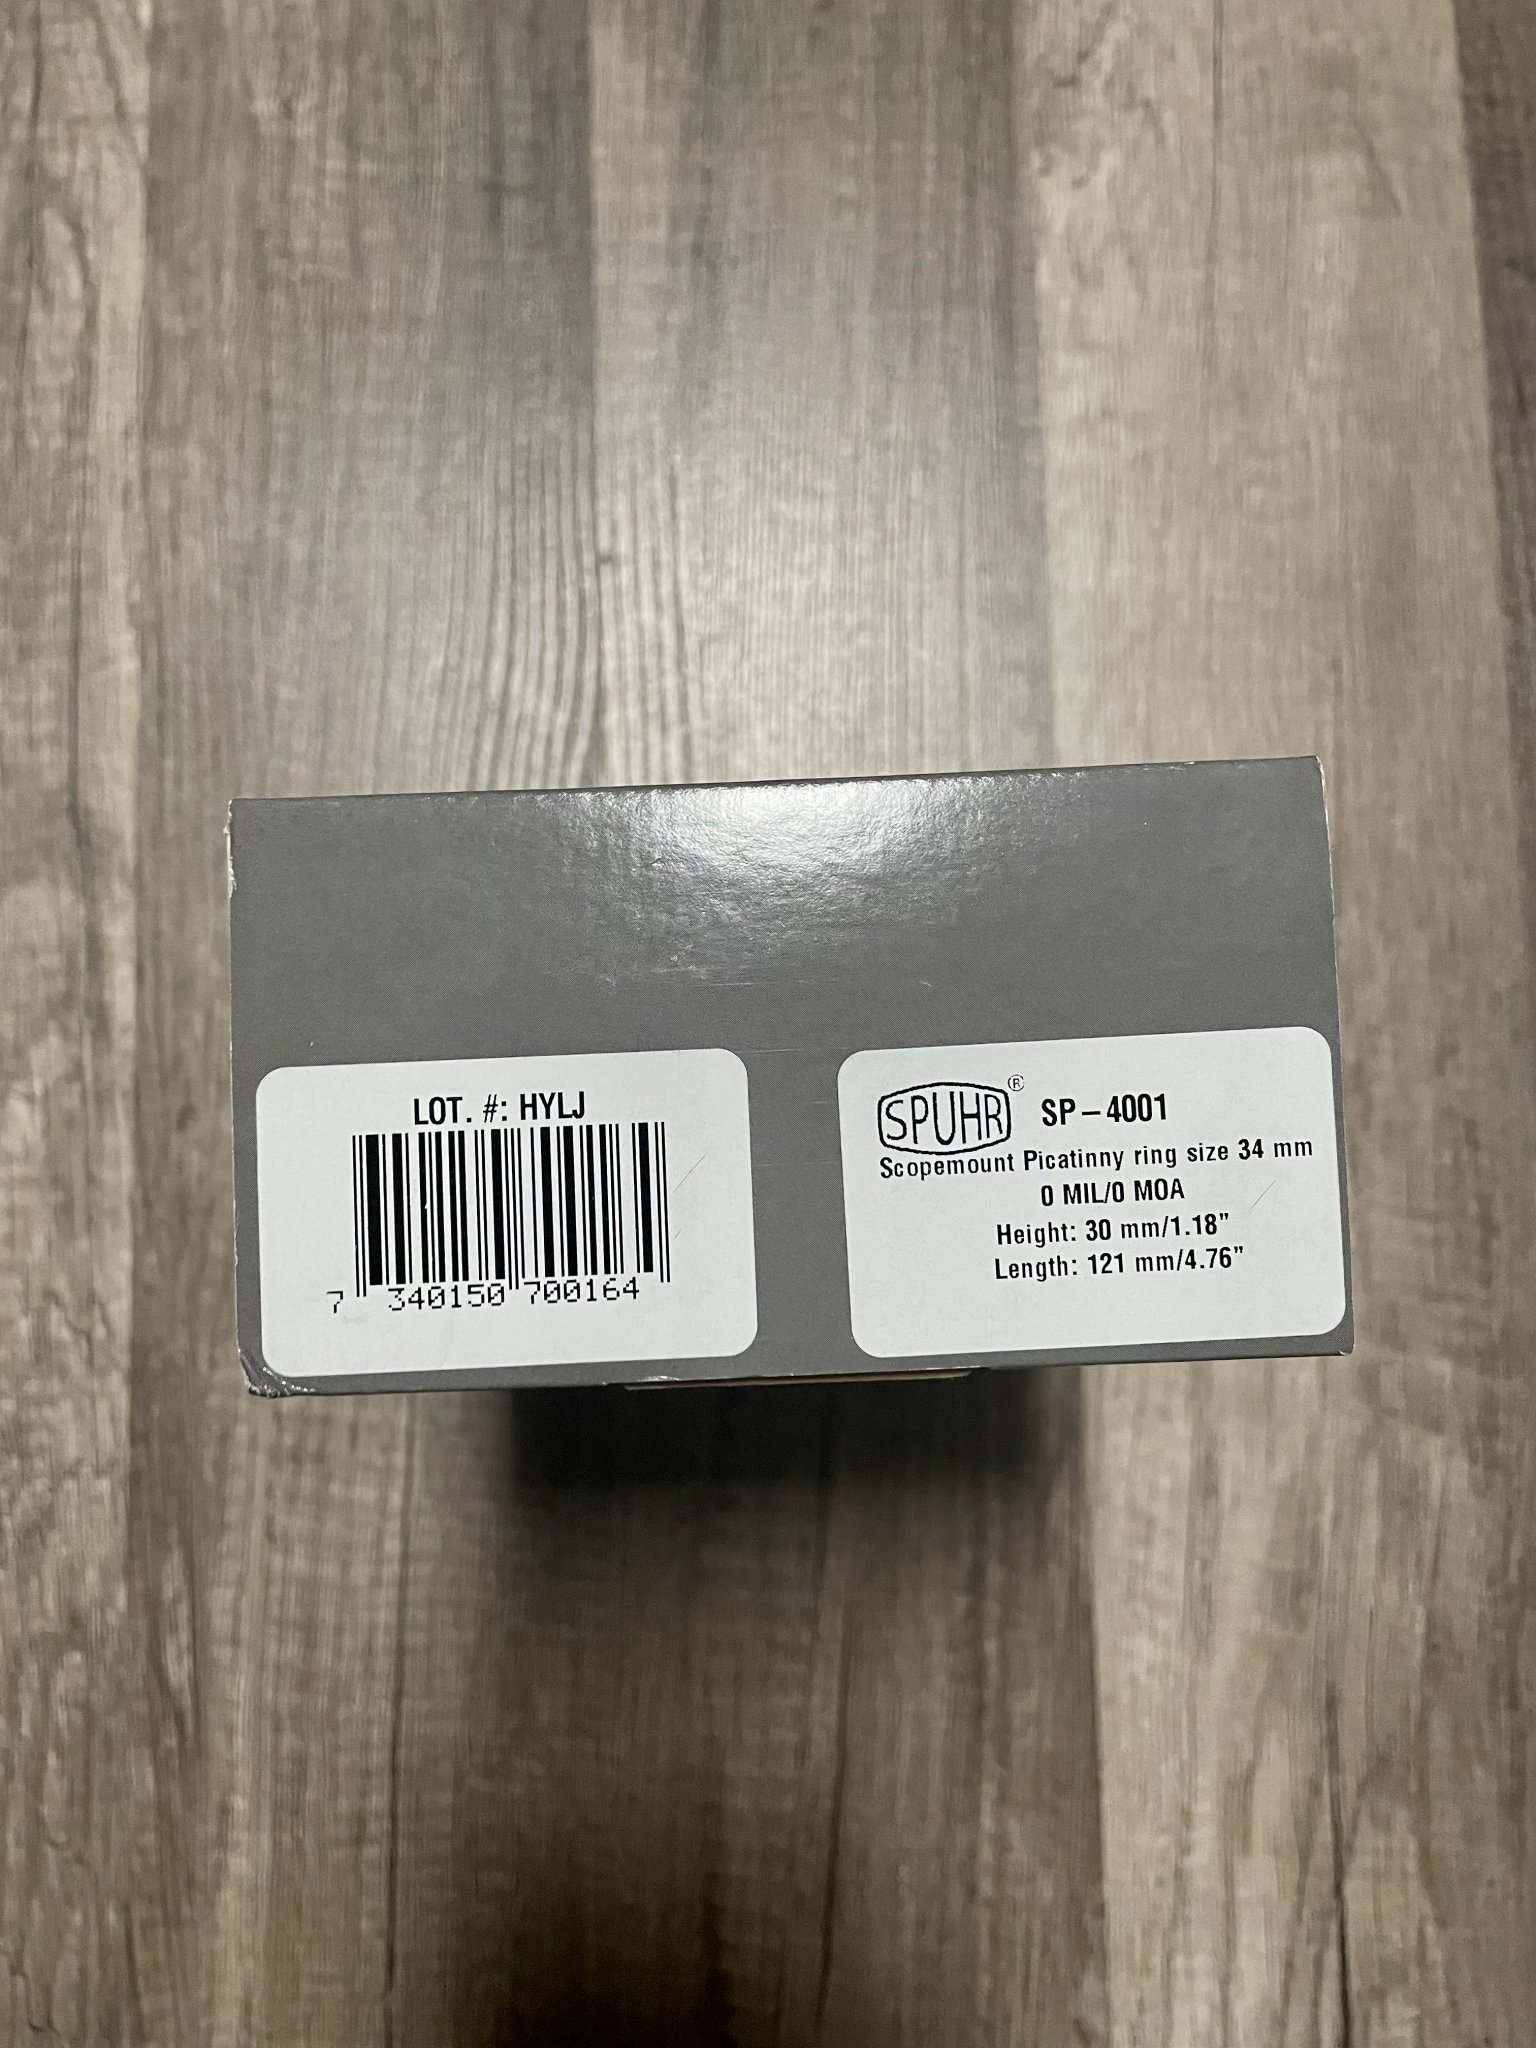 LOT. #: HYLJ
7 340150 700164
SPUHR® SP-4001
Scopemount Picatinny ring size 34 mm
0 MIL/0 MOA
Height: 30 mm/1.18"
Length: 121 mm/4.76"